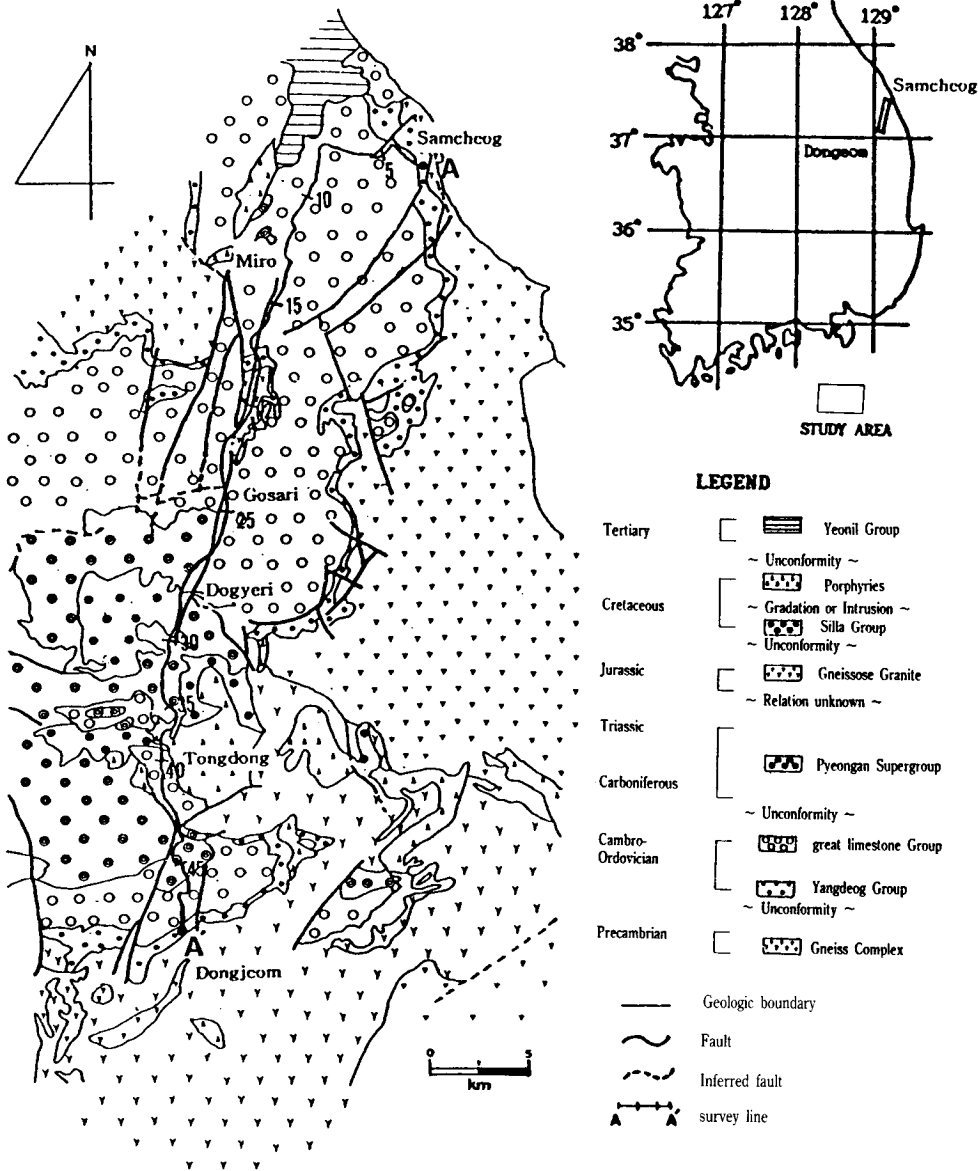 N
Samcheog
A
5
10
Miro
15
20
Gosari
25
Dogyeri
30
35
Tongdong
40
45
A
Dongjeom
0 5
km
127° 128° 129°
38°
Samcheog
37°
Dongeom
36°
35°
STUDY AREA
LEGEND
Tertiary Yeonil Group
~ Unconformity ~
Porphyries
Cretaceous ~ Gradation or Intrusion ~
Silla Group
~ Unconformity ~
Jurassic Gneissose Granite
~ Relation unknown ~
Triassic
Pyeongan Supergroup
Carboniferous
~ Unconformity ~
Cambro-
Ordovician great limestone Group
Yangdeog Group
~ Unconformity ~
Precambrian Gneiss Complex
Geologic boundary
Fault
Inferred fault
A A' survey line